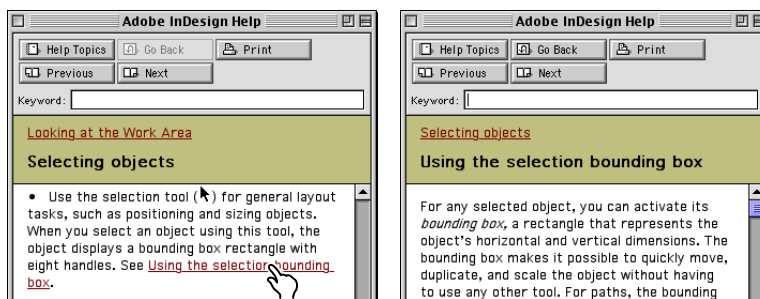 Adobe InDesign Help
Help Topics Go Back Print
Previous Next
Keyword:
Looking at the Work Area
Selecting objects
• Use the selection tool ( ) for general layout
tasks, such as positioning and sizing objects.
When you select an object using this tool, the
object displays a bounding box rectangle with
eight handles. See Using the selection bounding
box.
Adobe InDesign Help
Help Topics Go Back Print
Previous Next
Keyword:
Selecting objects
Using the selection bounding box
For any selected object, you can activate its
bounding box, a rectangle that represents the
object's horizontal and vertical dimensions. The
bounding box makes it possible to quickly move,
duplicate, and scale the object without having
to use any other tool. For paths, the bounding